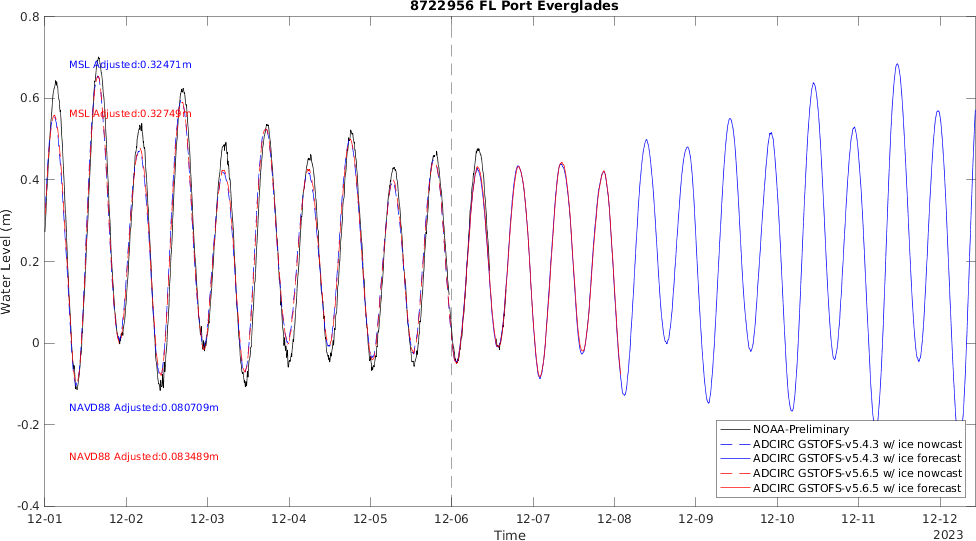 8722956 FL Port Everglades
0.8
0.6
0.4
0.2
0
-0.2
-0.4
Water Level (m)
MSL Adjusted:0.32471m
MSL Adjusted:0.32749m
NAVD88 Adjusted:0.080709m
NAVD88 Adjusted:0.083489m
NOAA-Preliminary
ADCIRC GSTOFS-v5.4.3 w/ ice nowcast
ADCIRC GSTOFS-v5.4.3 w/ ice forecast
ADCIRC GSTOFS-v5.6.5 w/ ice nowcast
ADCIRC GSTOFS-v5.6.5 w/ ice forecast
12-01 12-02 12-03 12-04 12-05 12-06 12-07 12-08 12-09 12-10 12-11 12-12
Time
2023